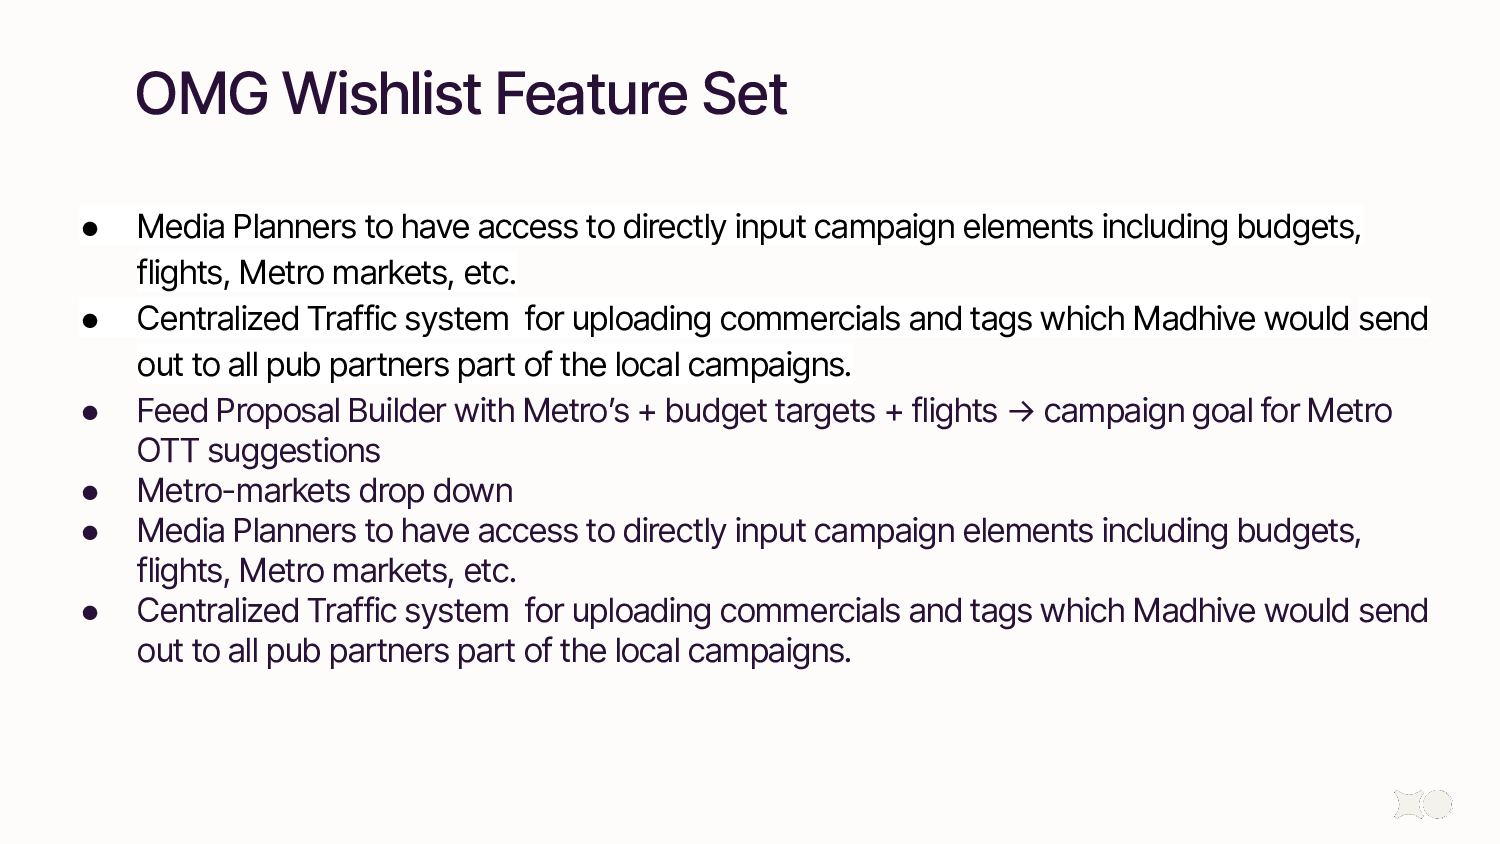 OMG Wishlist Feature Set
● Media Planners to have access to directly input campaign elements including budgets,
flights, Metro markets, etc.
● Centralized Traffic system  for uploading commercials and tags which Madhive would send
out to all pub partners part of the local campaigns.
● Feed Proposal Builder with Metro’s + budget targets + flights → campaign goal for Metro
OTT suggestions
● Metro-markets drop down
● Media Planners to have access to directly input campaign elements including budgets,
flights, Metro markets, etc.
● Centralized Traffic system  for uploading commercials and tags which Madhive would send
out to all pub partners part of the local campaigns.